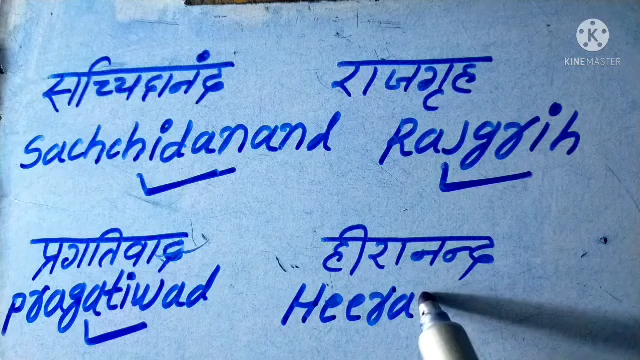 KINEMASTER
सच्चिदानंद राजगृह
Sachchidanand Rajgrih
प्रगतिवाद हीरानन्द
Pragatiwad Heera